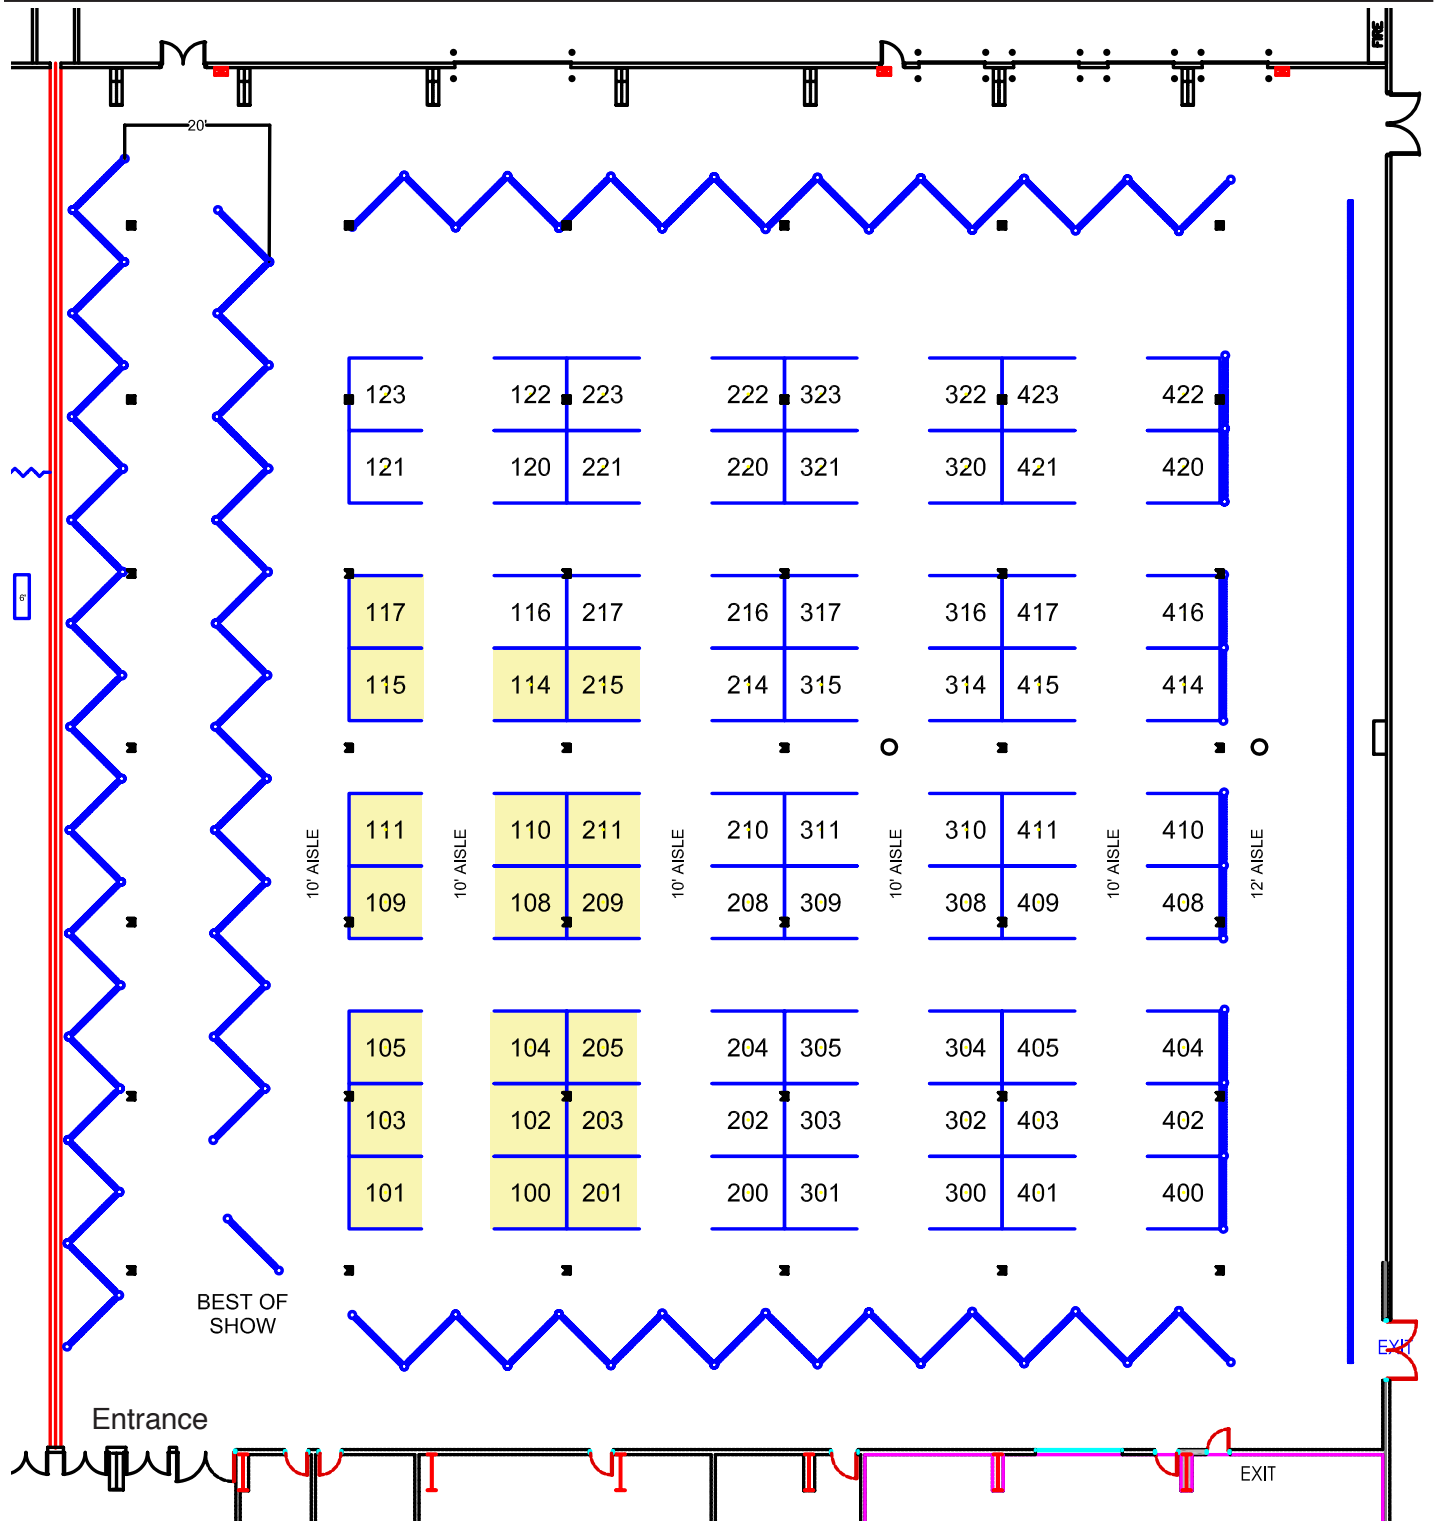 FIRE
20'
123 122 223 222 323 322 423 422
121 120 221 220 321 320 421 420
6'
117 116 217 216 317 316 417 416
115 114 215 214 315 314 415 414
111 110 211 210 311 310 411 410
10' AISLE 10' AISLE 10' AISLE 10' AISLE 10' AISLE 12' AISLE
109 108 209 208 309 308 409 408
105 104 205 204 305 304 405 404
103 102 203 202 303 302 403 402
101 100 201 200 301 300 401 400
BEST OF
SHOW
EXIT
Entrance
EXIT